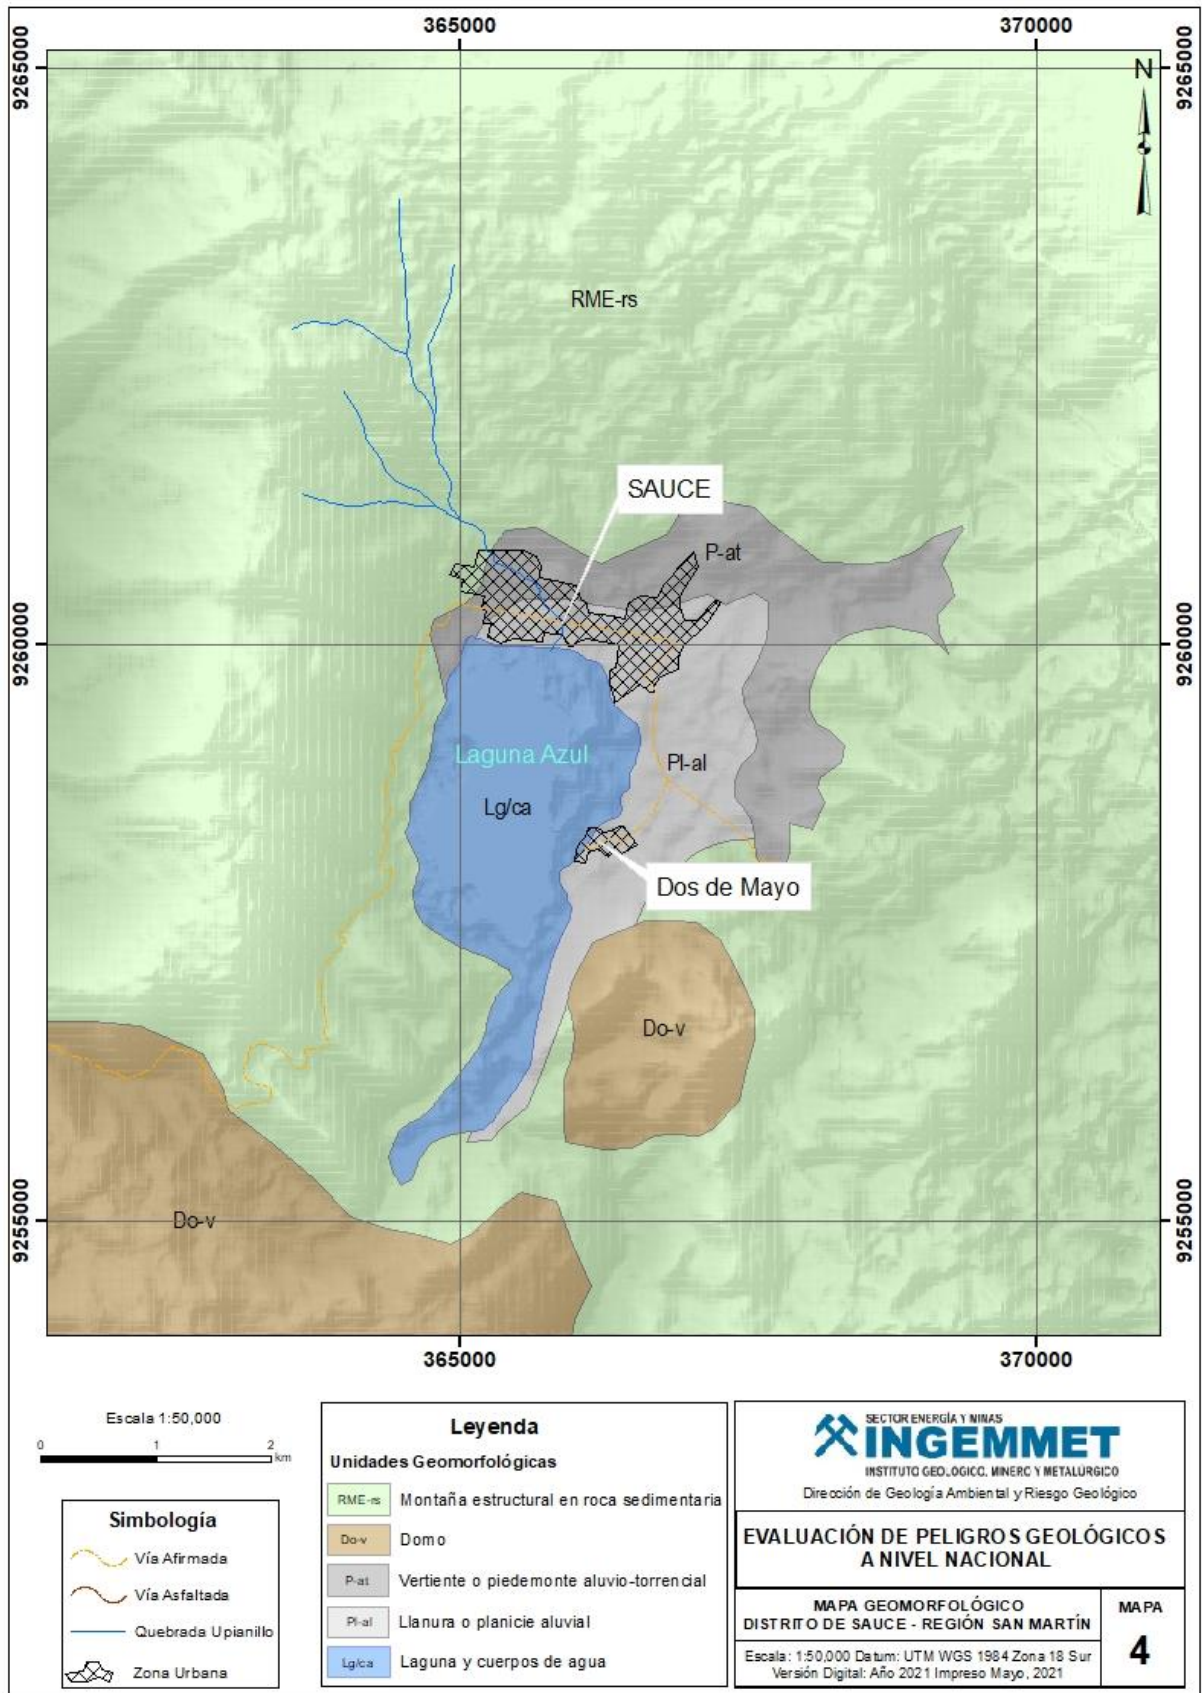 365000
370000
9265000
9265000
N
RME-rs
SAUCE
P-at
9260000
9260000
Laguna Azul
Pl-al
Lg/ca
Dos de Mayo
Do-v
Do-v
9255000
9255000
365000
370000
Escala 1:50,000
0 1 2 km
Simbología
Vía Afirmada
Vía Asfaltada
Quebrada Upianillo
Zona Urbana
Leyenda
Unidades Geomorfológicas
RME-rs Montaña estructural en roca sedimentaria
Do-v Domo
P-at Vertiente o piedemonte aluvio-torrencial
Pl-al Llanura o planicie aluvial
Lg/ca Laguna y cuerpos de agua
SECTOR ENERGÍA Y MINAS
INGEMMET
INSTITUTO GEOLÓGICO, MINERO Y METALÚRGICO
Dirección de Geología Ambiental y Riesgo Geológico
EVALUACIÓN DE PELIGROS GEOLÓGICOS
A NIVEL NACIONAL
MAPA GEOMORFOLÓGICO
DISTRITO DE SAUCE - REGIÓN SAN MARTÍN
Escala: 1:50,000 Datum: UTM WGS 1984 Zona 18 Sur
Versión Digital: Año 2021 Impreso Mayo, 2021
MAPA
4